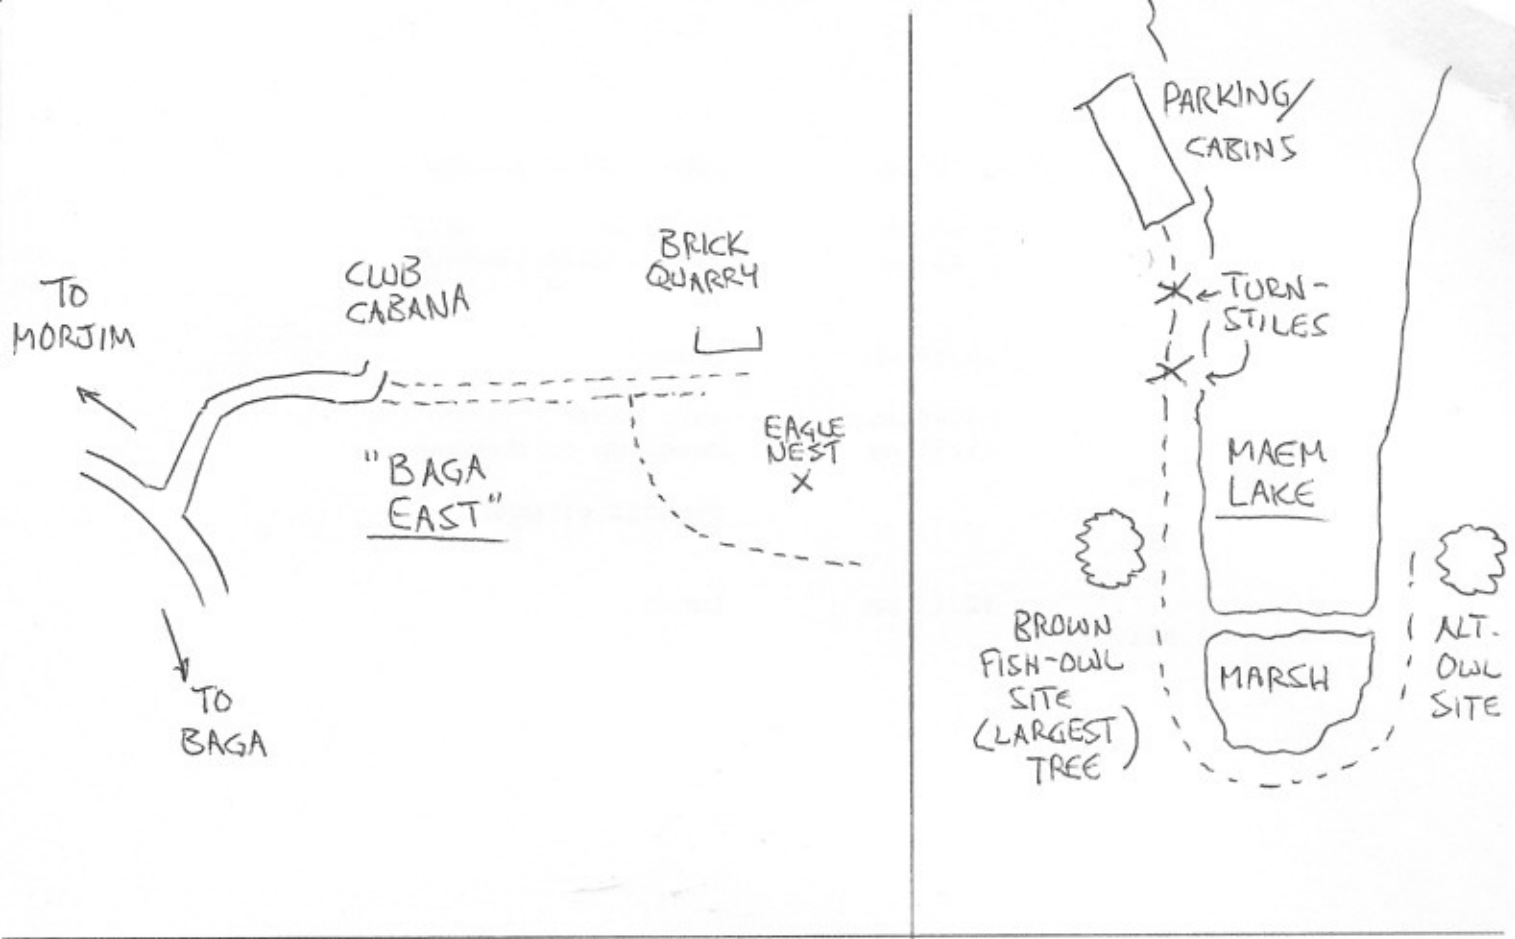 TO
MORJIM
CLUB
CABANA
BRICK
QUARRY
EAGLE
NEST
X
"BAGA
EAST"
TO
BAGA
PARKING/
CABINS
TURN-
STILES
MAEM
LAKE
BROWN
FISH-OWL
SITE
(LARGEST
TREE)
MARSH
ALT.
OWL
SITE